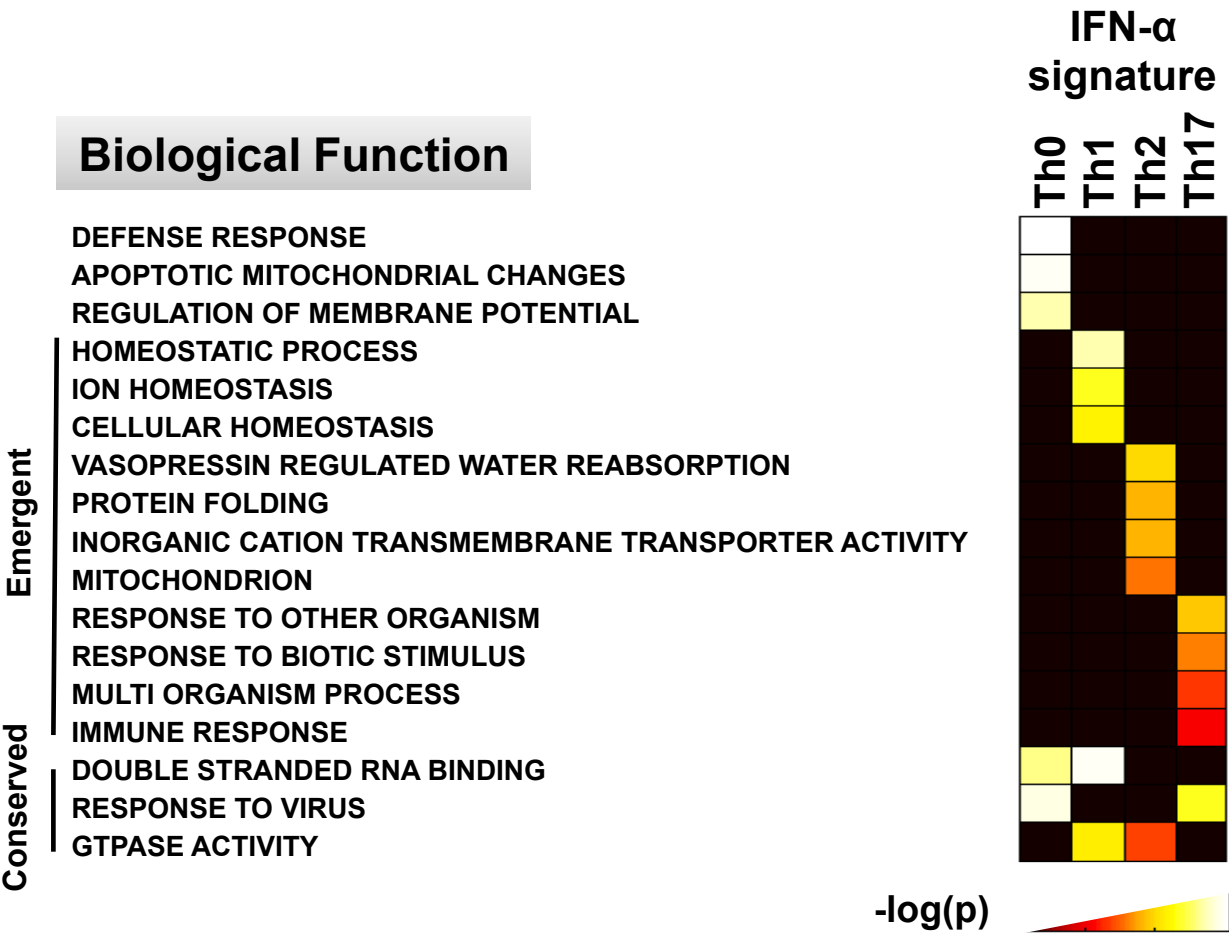 IFN-α
signature
Biological Function
Th0
Th1
Th2
Th17
DEFENSE RESPONSE
APOPTOTIC MITOCHONDRIAL CHANGES
REGULATION OF MEMBRANE POTENTIAL
HOMEOSTATIC PROCESS
ION HOMEOSTASIS
CELLULAR HOMEOSTASIS
VASOPRESSIN REGULATED WATER REABSORPTION
PROTEIN FOLDING
INORGANIC CATION TRANSMEMBRANE TRANSPORTER ACTIVITY
MITOCHONDRION
RESPONSE TO OTHER ORGANISM
RESPONSE TO BIOTIC STIMULUS
MULTI ORGANISM PROCESS
IMMUNE RESPONSE
DOUBLE STRANDED RNA BINDING
RESPONSE TO VIRUS
GTPASE ACTIVITY
Emergent
Conserved
-log(p)